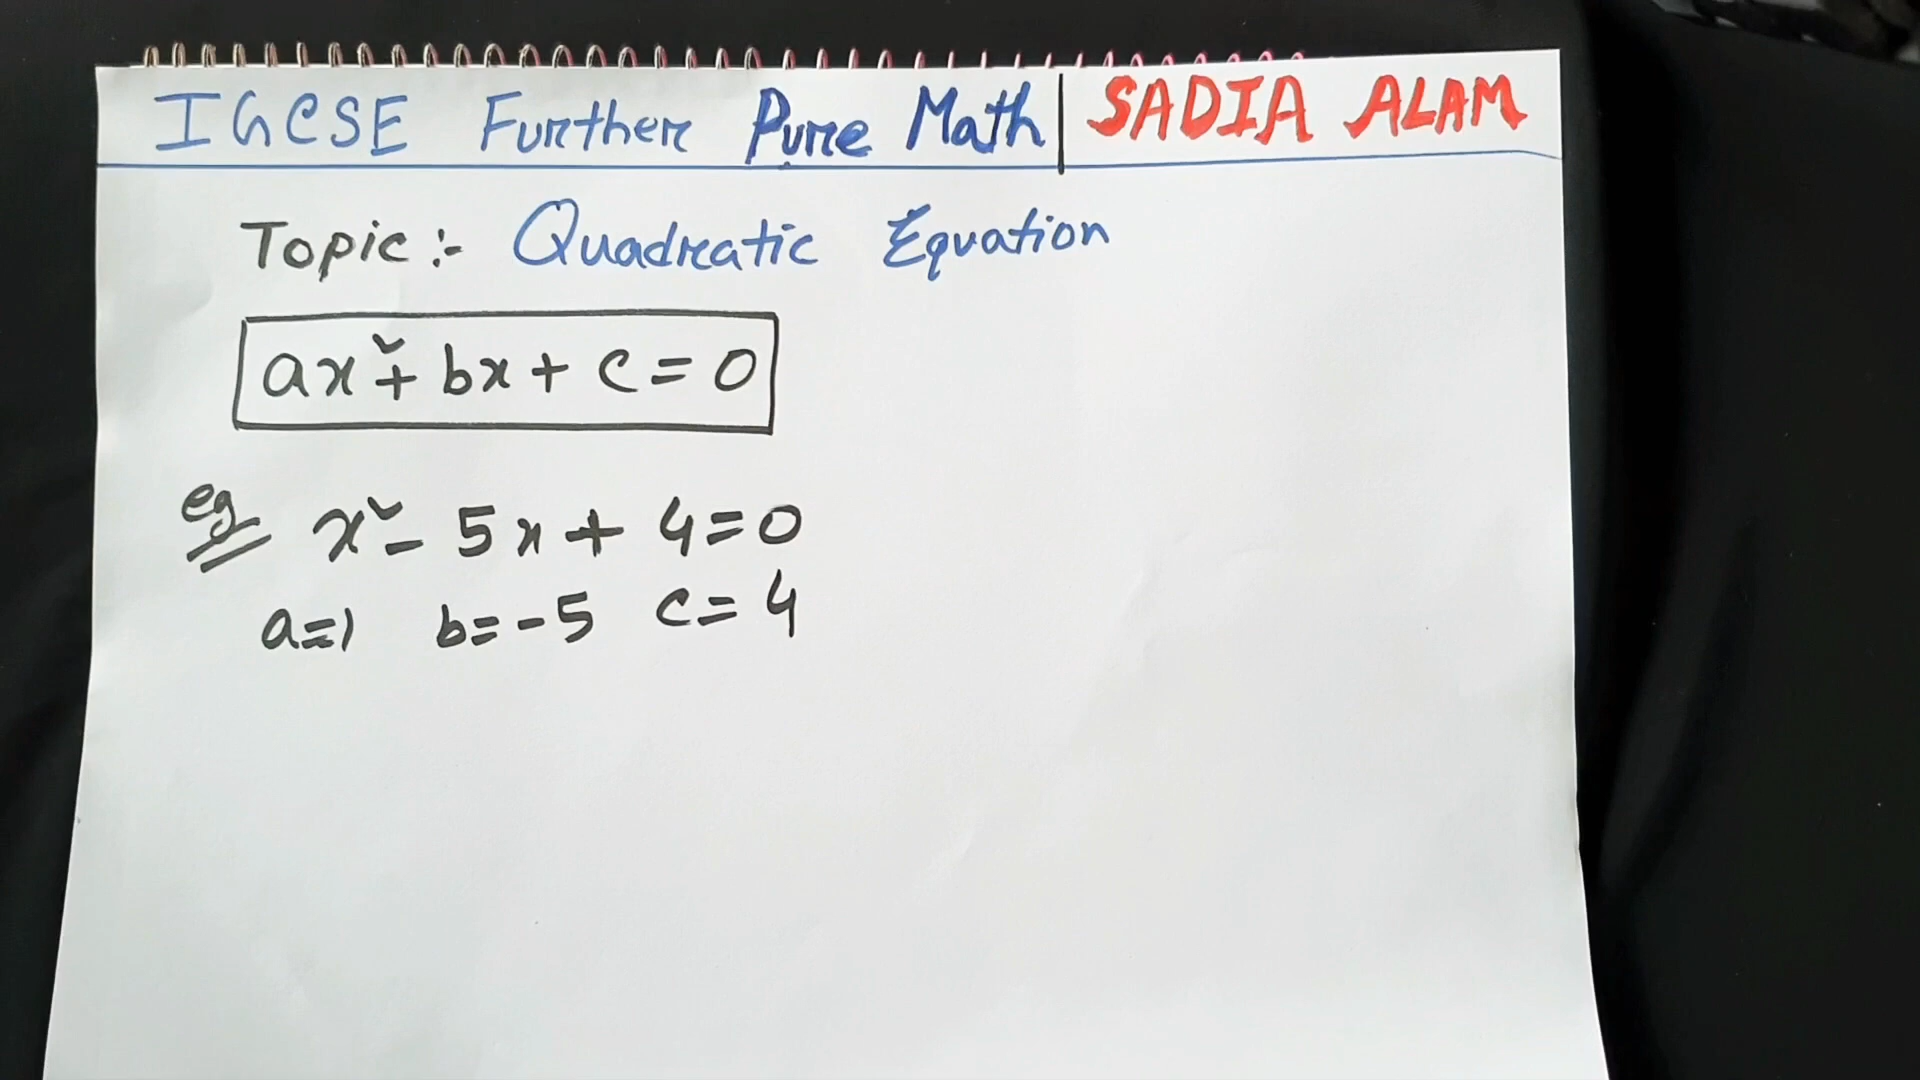 IGCSE Further Pure Math | SADIA ALAM
Topic:- Quadratic Equation
ax² + bx + c = 0
eg x² - 5x + 4 = 0
a=1 b=-5 c=4